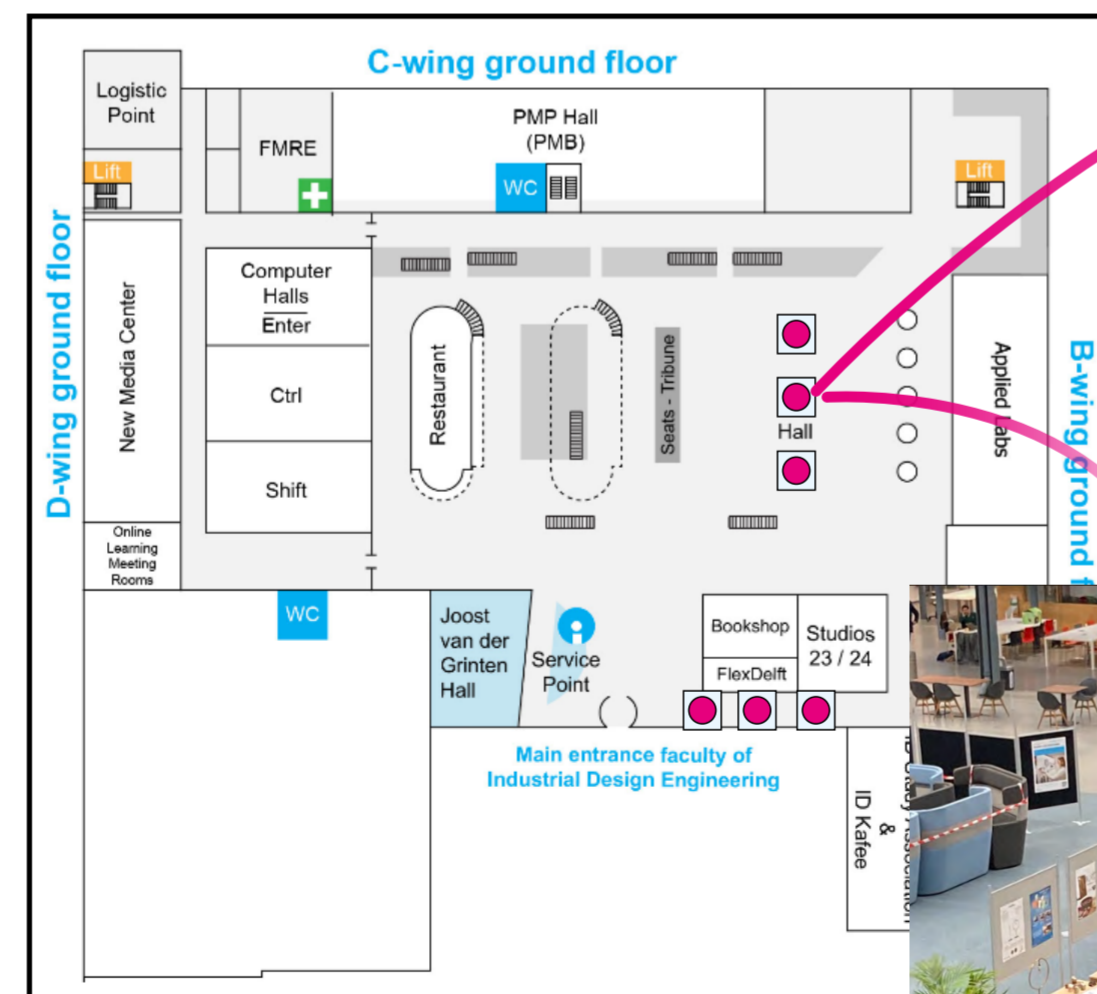 C-wing ground floor
Logistic
Point
Lift
FMRE
PMP Hall
(PMB)
WC
Lift
D-wing ground floor
New Media Center
Computer
Halls
Enter
Ctrl
Shift
Restaurant
Seats - Tribune
Hall
Applied Labs
B-wing ground
Online
Learning
Meeting
Rooms
WC
Joost
van der
Grinten
Hall
Service
Point
Bookshop
FlexDelft
Studios
23 / 24
Main entrance faculty of
Industrial Design Engineering
&
ID Kafee